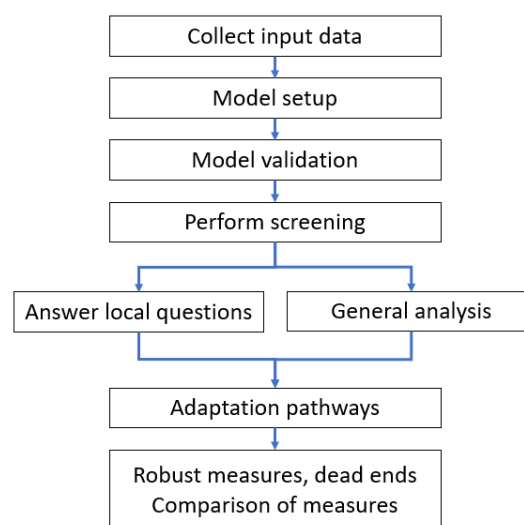 Collect input data
Model setup
Model validation
Perform screening
Answer local questions
General analysis
Adaptation pathways
Robust measures, dead ends
Comparison of measures